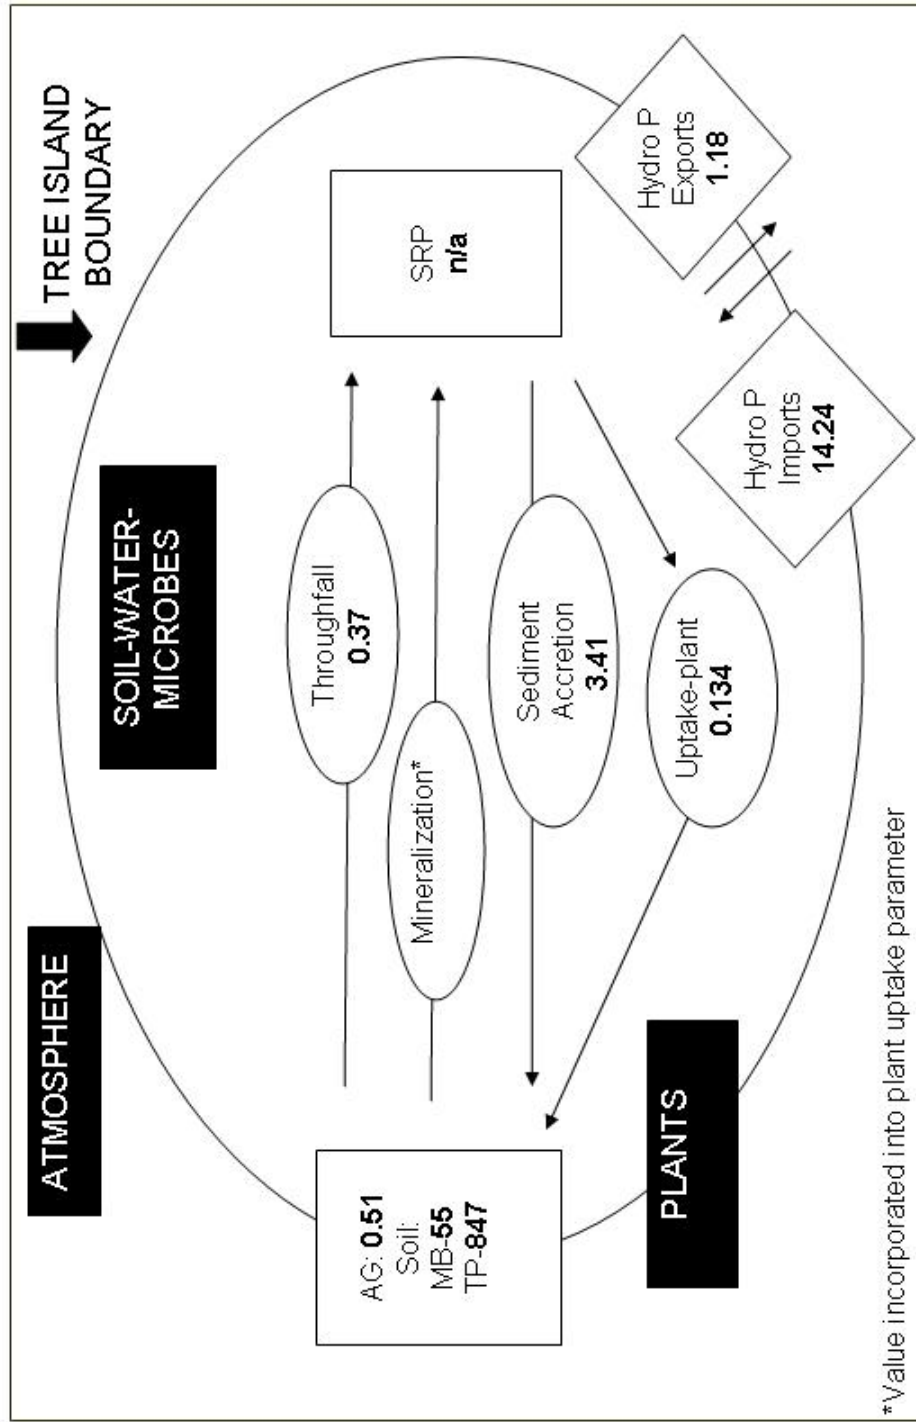 TREE ISLAND
BOUNDARY
ATMOSPHERE
SOIL-WATER-
MICROBES
Throughfall
0.37
Mineralization*
SRP
n/a
AG: 0.51
Soil:
MB-55
TP-847
Sediment
Accretion
3.41
Uptake-plant
0.134
Hydro P
Exports
1.18
Hydro P
Imports
14.24
PLANTS
*Value incorporated into plant uptake parameter